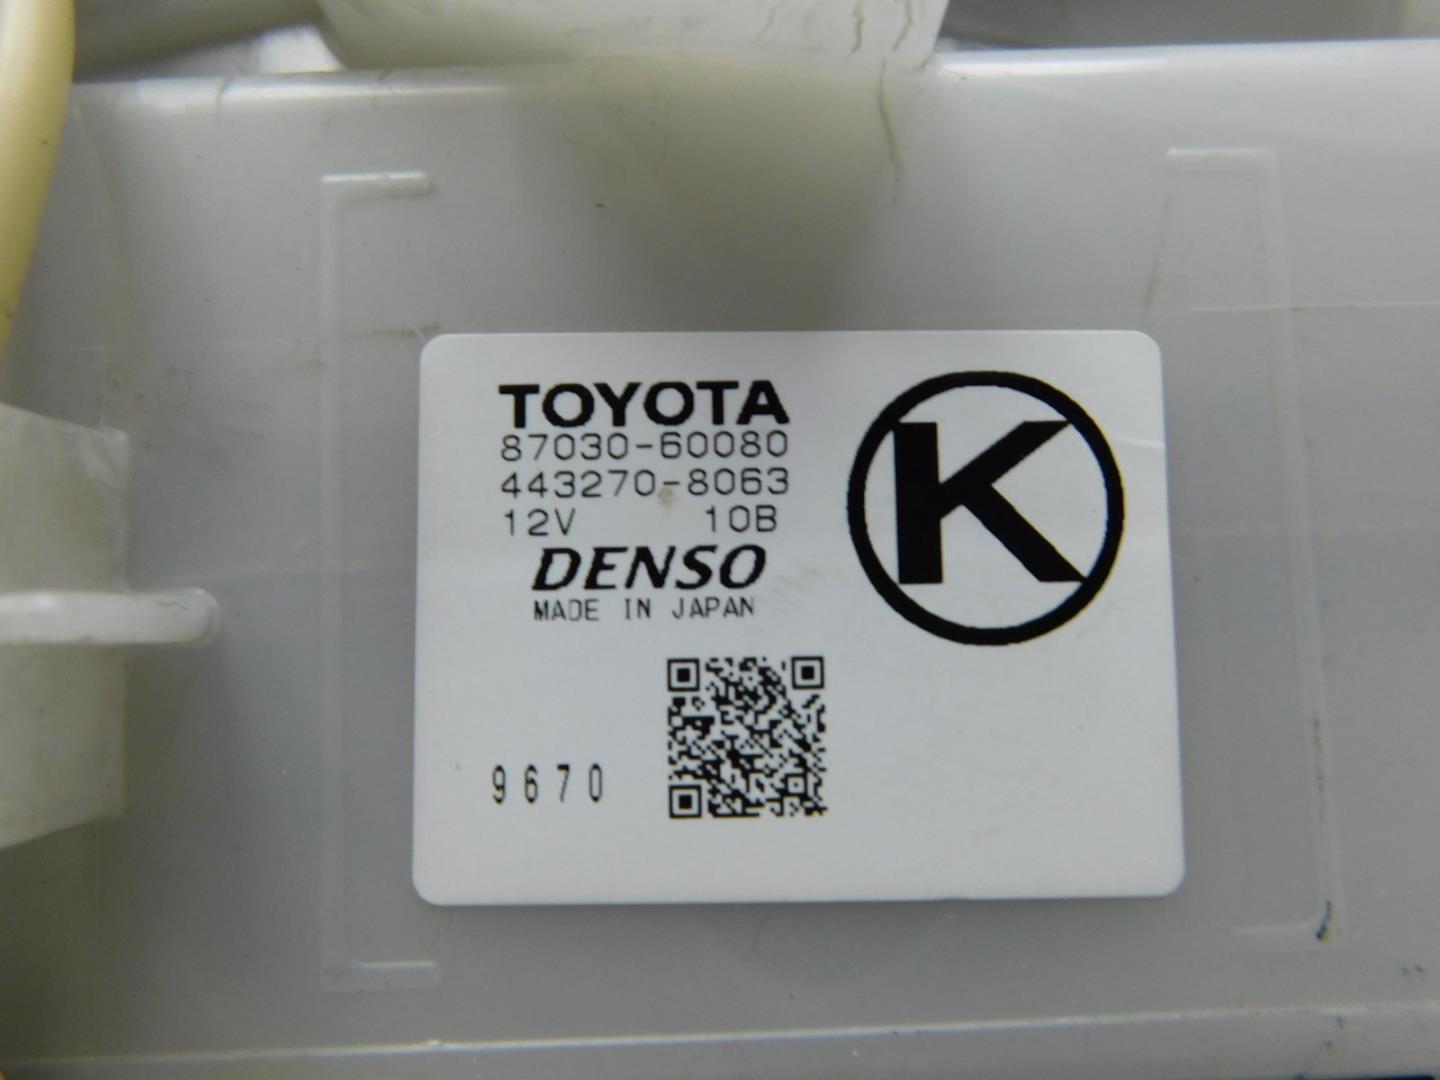 TOYOTA
87030-60080
443270-8063
12V 10B
DENSO
MADE IN JAPAN
K
9670